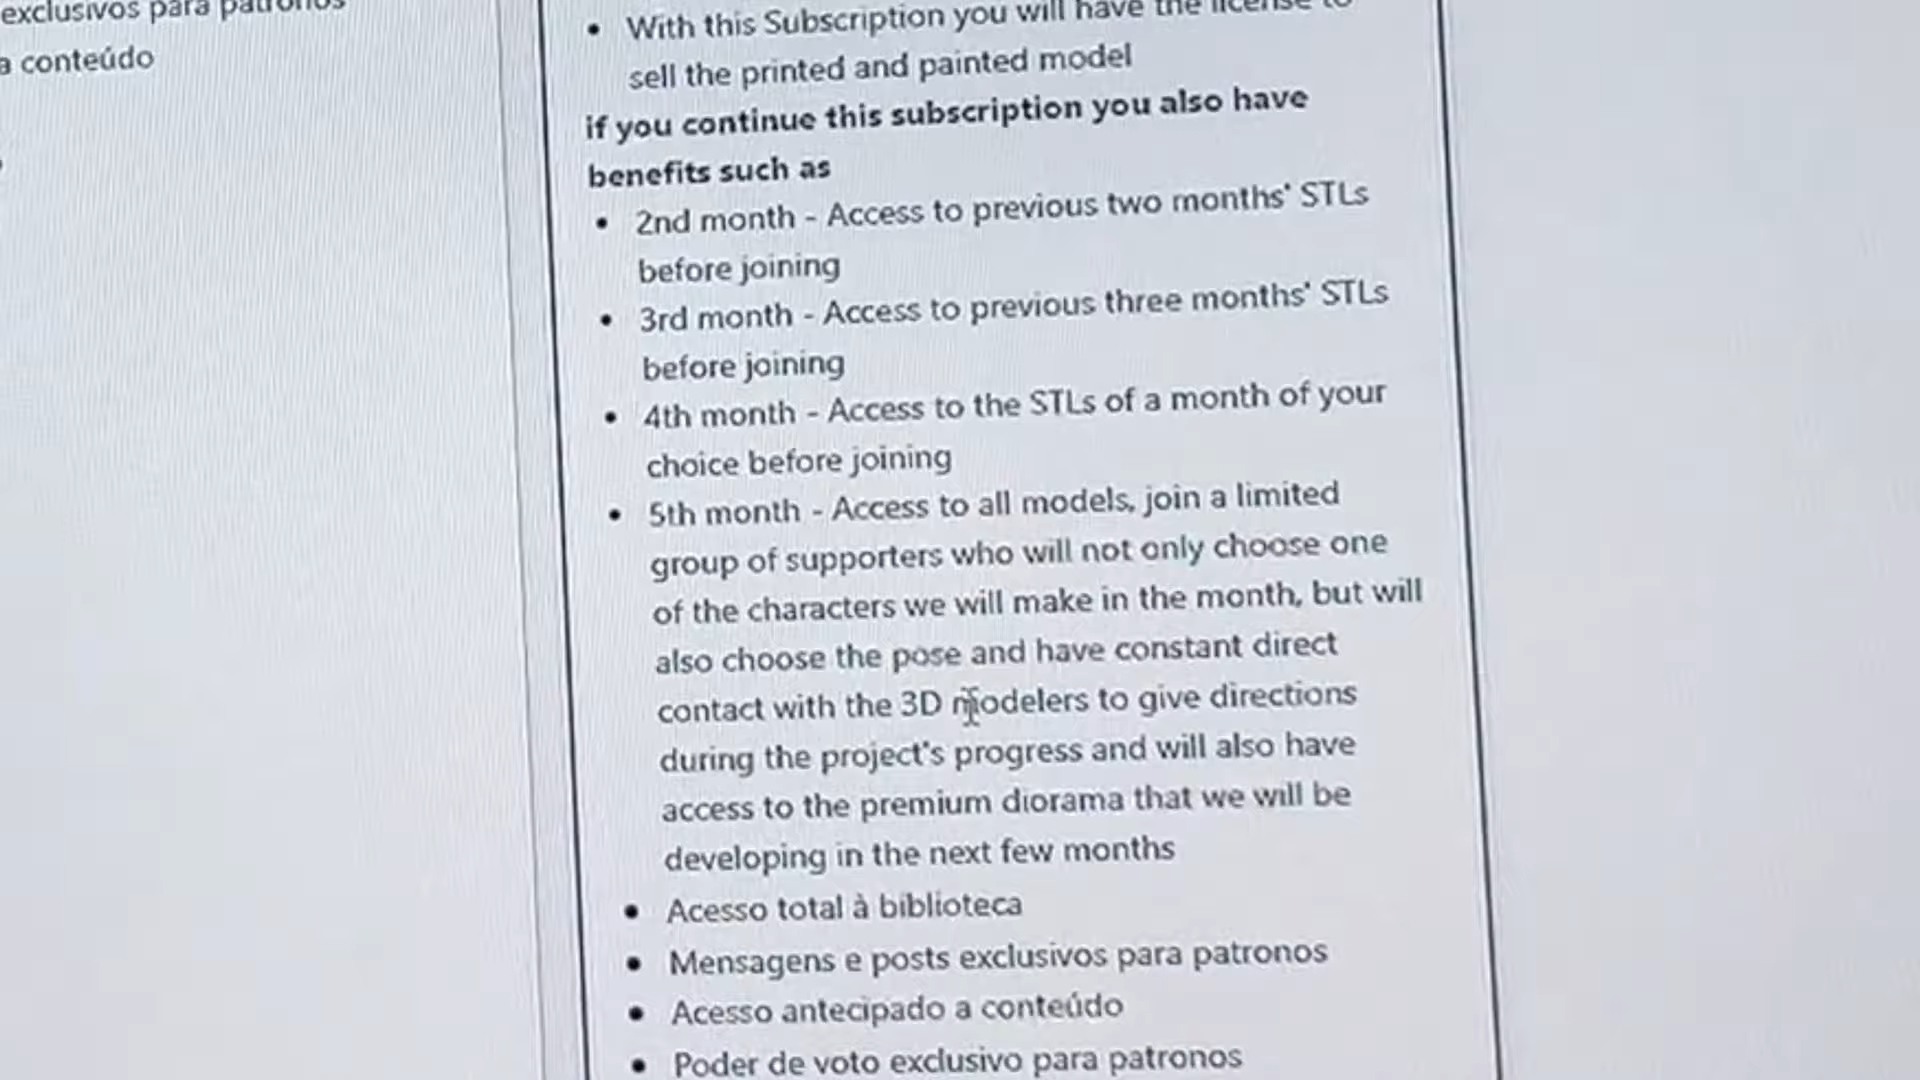 exclusivos para patronos
a conteúdo
With this Subscription you will have the license to
sell the printed and painted model
if you continue this subscription you also have
benefits such as
2nd month - Access to previous two months' STLs
before joining
3rd month - Access to previous three months' STLs
before joining
4th month - Access to the STLs of a month of your
choice before joining
5th month - Access to all models, join a limited
group of supporters who will not only choose one
of the characters we will make in the month, but will
also choose the pose and have constant direct
contact with the 3D modelers to give directions
during the project's progress and will also have
access to the premium diorama that we will be
developing in the next few months
Acesso total à biblioteca
Mensagens e posts exclusivos para patronos
Acesso antecipado a conteúdo
Poder de voto exclusivo para patronos